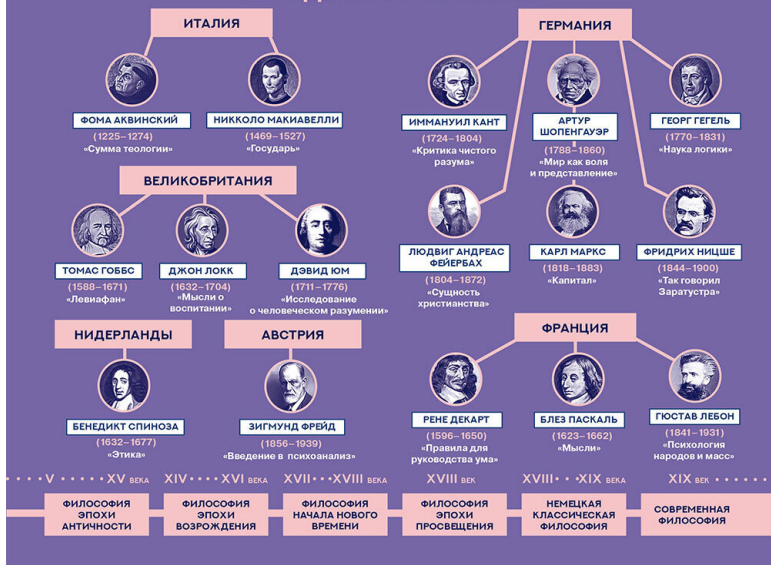 ИТАЛИЯ
ФОМА АКВИНСКИЙ
(1225–1274)
«Сумма теологии»
НИККОЛО МАКИАВЕЛЛИ
(1469–1527)
«Государь»
ГЕРМАНИЯ
ИММАНУИЛ КАНТ
(1724–1804)
«Критика чистого
разума»
АРТУР
ШОПЕНГАУЭР
(1788–1860)
«Мир как воля
и представление»
ГЕОРГ ГЕГЕЛЬ
(1770–1831)
«Наука логики»
ЛЮДВИГ АНДРЕАС
ФЕЙЕРБАХ
(1804–1872)
«Сущность
христианства»
КАРЛ МАРКС
(1818–1883)
«Капитал»
ФРИДРИХ НИЦШЕ
(1844–1900)
«Так говорил
Заратустра»
ВЕЛИКОБРИТАНИЯ
ТОМАС ГОББС
(1588–1671)
«Левиафан»
ДЖОН ЛОКК
(1632–1704)
«Мысли о
воспитании»
ДЭВИД ЮМ
(1711–1776)
«Исследование
о человеческом разумении»
НИДЕРЛАНДЫ
БЕНЕДИКТ СПИНОЗА
(1632–1677)
«Этика»
АВСТРИЯ
ЗИГМУНД ФРЕЙД
(1856–1939)
«Введение в психоанализ»
ФРАНЦИЯ
РЕНЕ ДЕКАРТ
(1596–1650)
«Правила для
руководства ума»
БЛЕЗ ПАСКАЛЬ
(1623–1662)
«Мысли»
ГЮСТАВ ЛЕБОН
(1841–1931)
«Психология
народов и масс»
V XV ВЕКА
ФИЛОСОФИЯ
ЭПОХИ
АНТИЧНОСТИ
XIV XVI ВЕКА
ФИЛОСОФИЯ
ЭПОХИ
ВОЗРОЖДЕНИЯ
XVII XVIII ВЕКА
ФИЛОСОФИЯ
НАЧАЛА НОВОГО
ВРЕМЕНИ
XVIII ВЕК
ФИЛОСОФИЯ
ЭПОХИ
ПРОСВЕЩЕНИЯ
XVIII XIX ВЕКА
НЕМЕЦКАЯ
КЛАССИЧЕСКАЯ
ФИЛОСОФИЯ
XIX ВЕК
СОВРЕМЕННАЯ
ФИЛОСОФИЯ